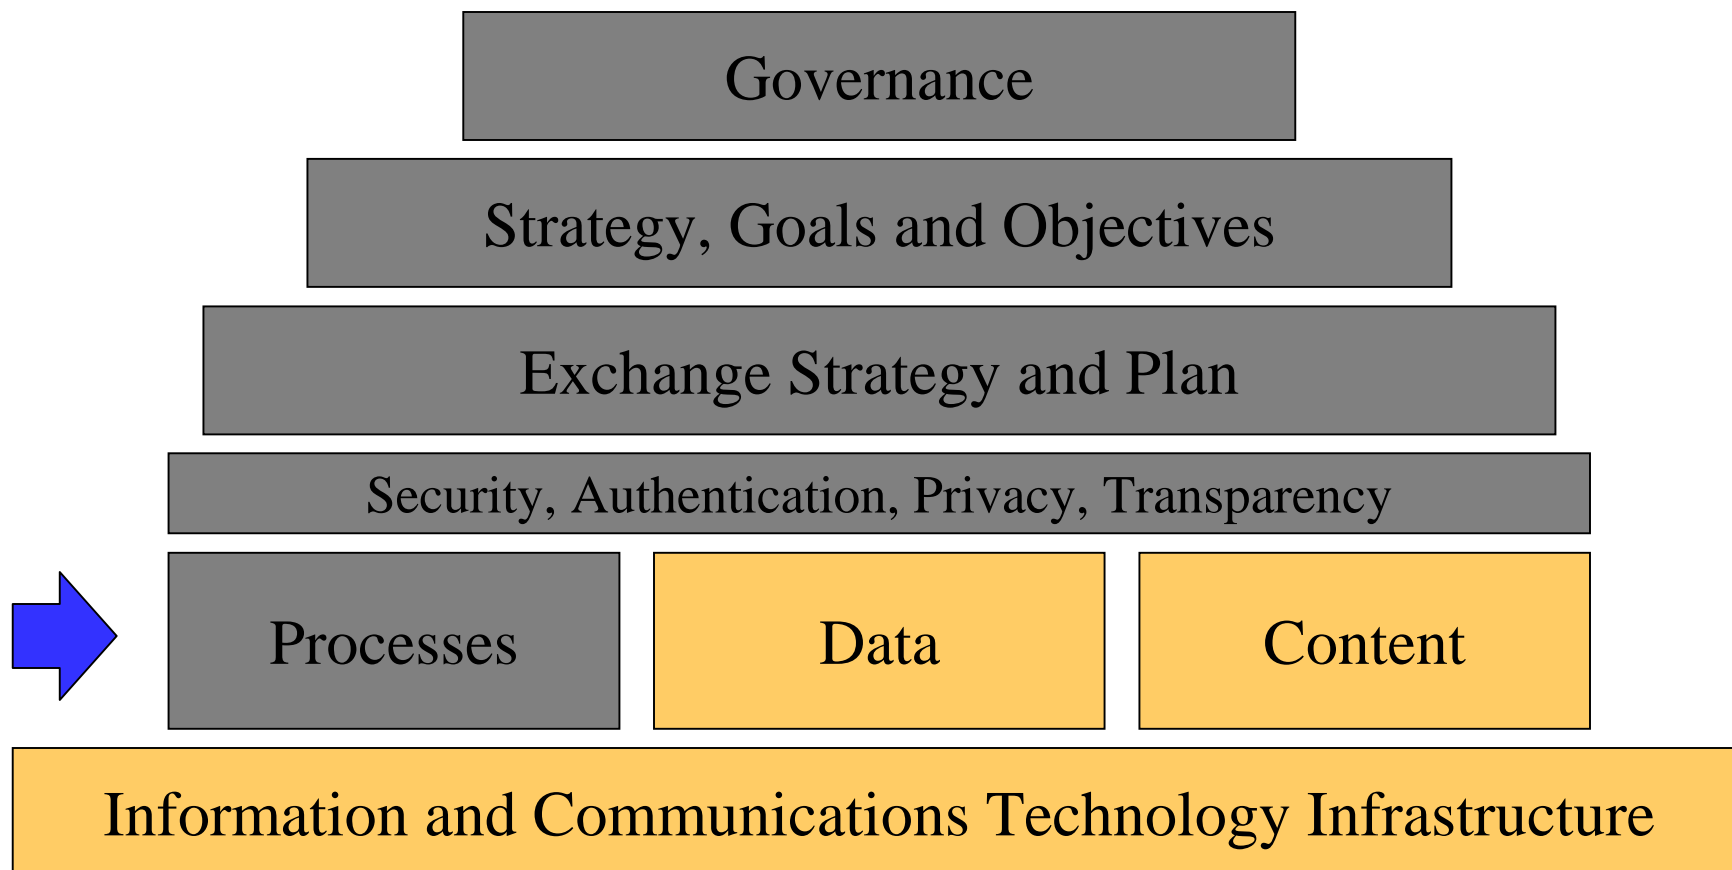 Governance
Strategy, Goals and Objectives
Exchange Strategy and Plan
Security, Authentication, Privacy, Transparency
Processes
Data
Content
Information and Communications Technology Infrastructure